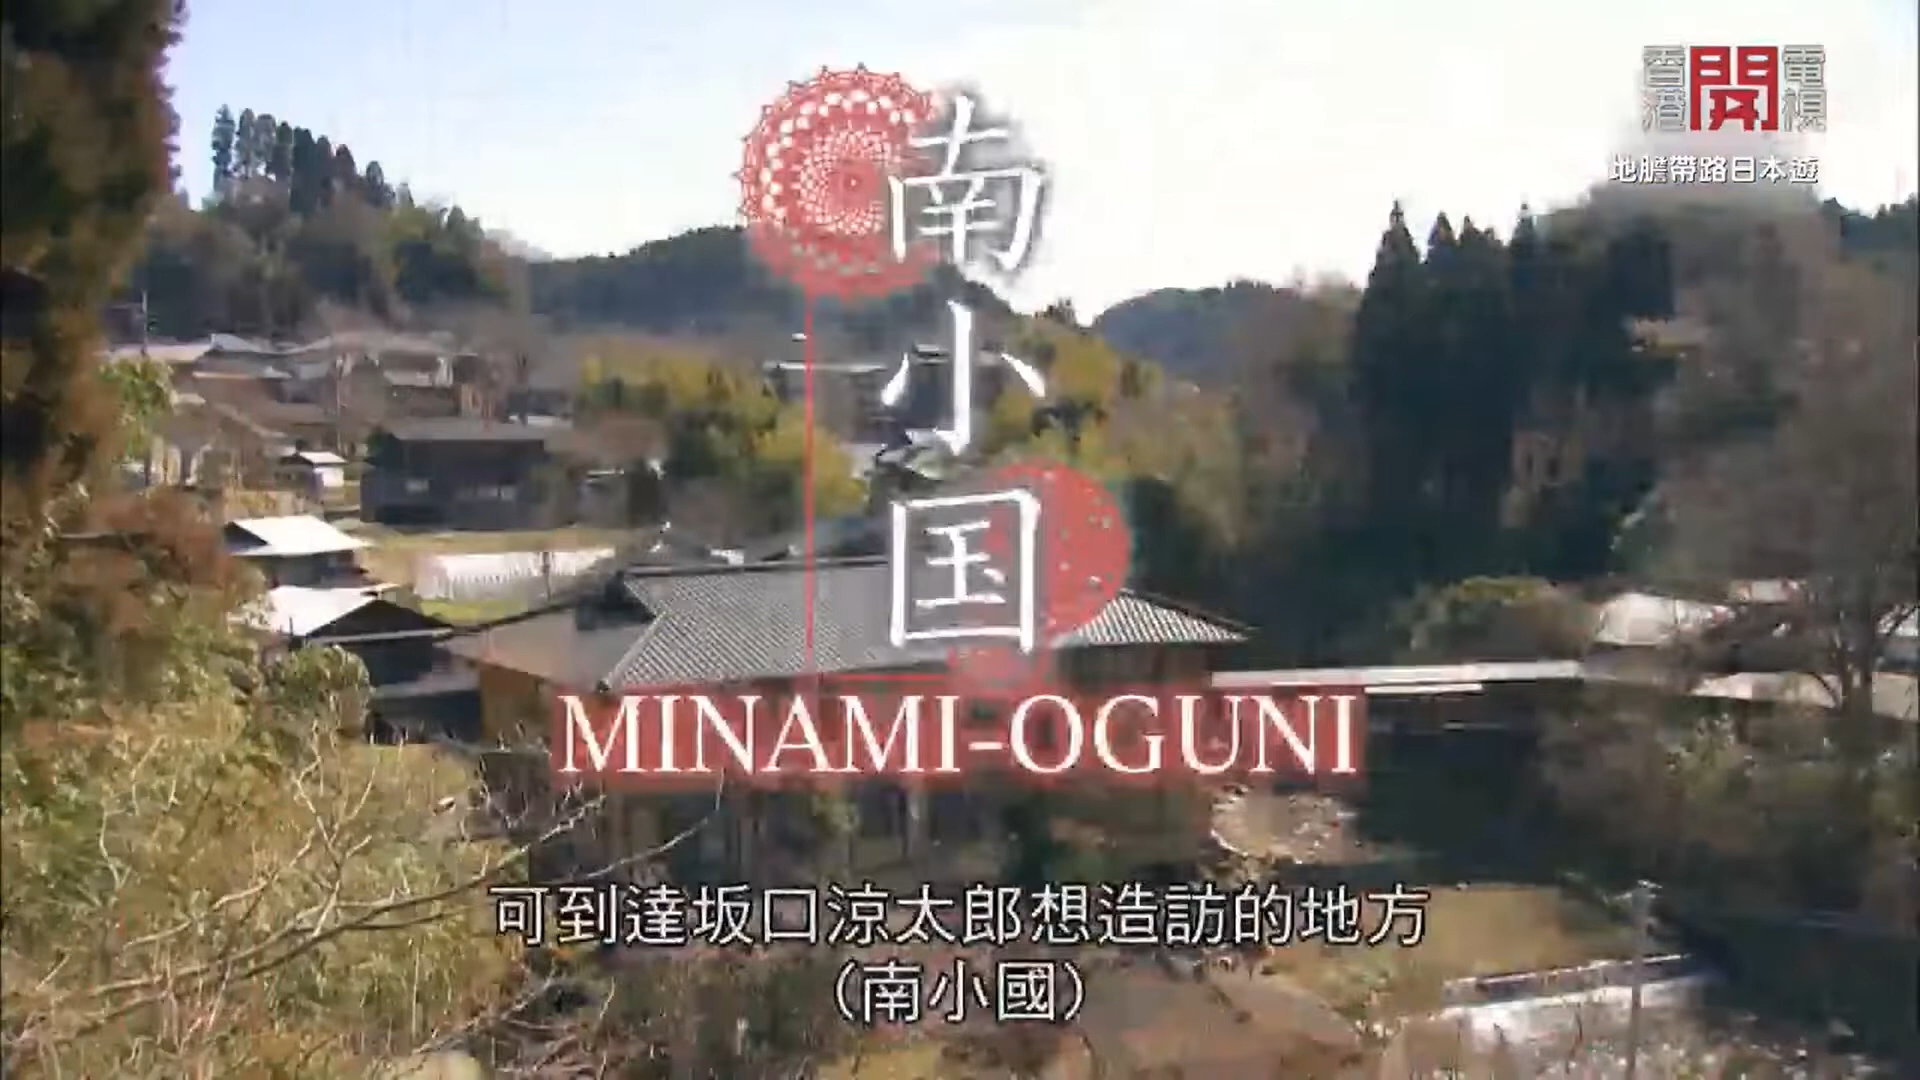 香港開電視
地膽帶路日本遊
南小国
MINAMI-OGUNI
可到達坂口涼太郎想造訪的地方
（南小國）